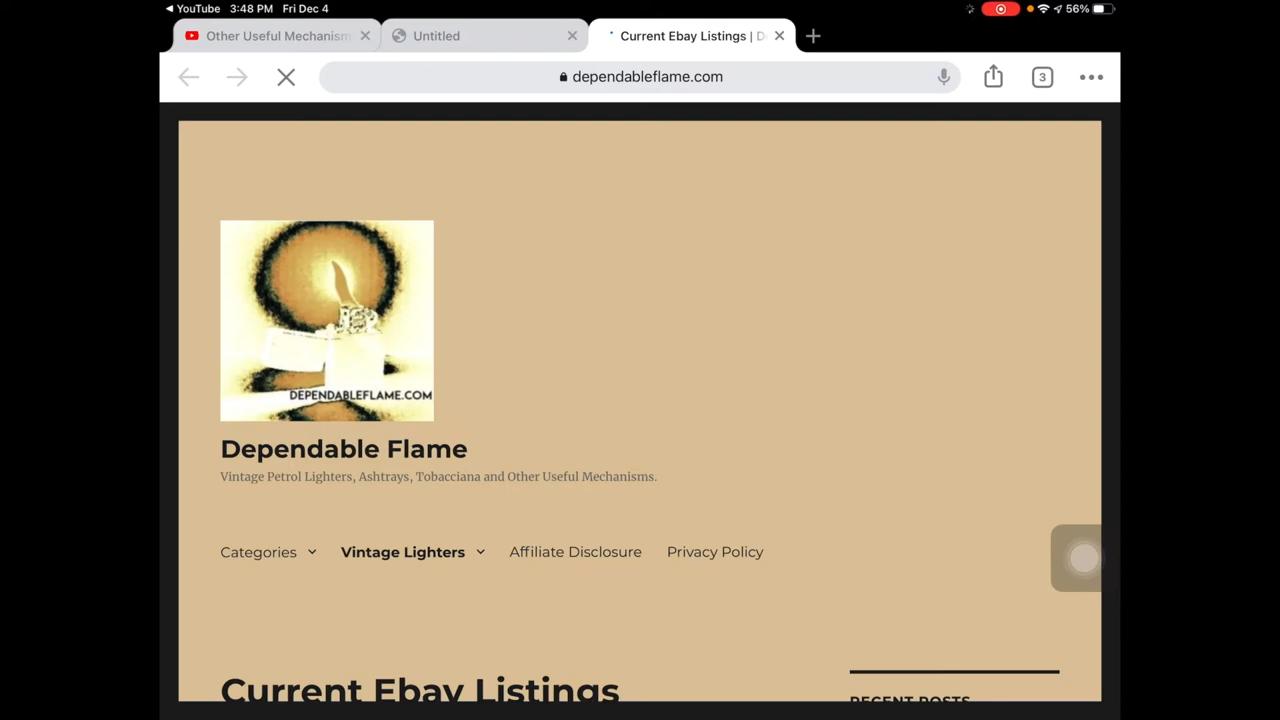 YouTube 3:48 PM Fri Dec 4 56%
Other Useful Mechanism Untitled Current Ebay Listings | D
dependableflame.com 3
DEPENDABLEFLAME.COM
Dependable Flame
Vintage Petrol Lighters, Ashtrays, Tobacciana and Other Useful Mechanisms.
Categories Vintage Lighters Affiliate Disclosure Privacy Policy
Current Ebay Listings
RECENT POSTS